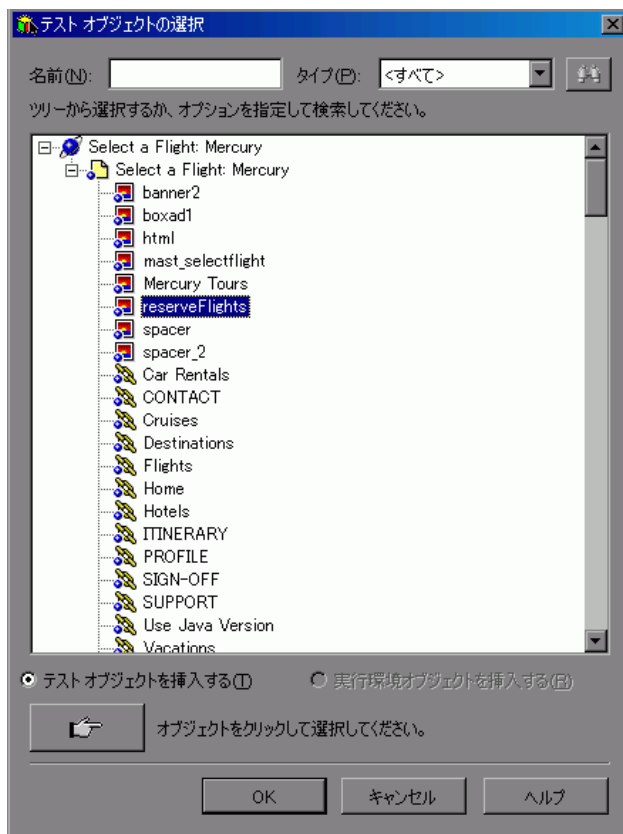 テスト オブジェクトの選択
名前(N): タイプ(P): <すべて>
ツリーから選択するか、オプションを指定して検索してください。
Select a Flight: Mercury
Select a Flight: Mercury
banner2
boxad1
html
mast_selectflight
Mercury Tours
reserveFlights
spacer
spacer_2
Car Rentals
CONTACT
Cruises
Destinations
Flights
Home
Hotels
ITINERARY
PROFILE
SIGN-OFF
SUPPORT
Use Java Version
Vacations
テスト オブジェクトを挿入する(T) 実行環境オブジェクトを挿入する(R)
オブジェクトをクリックして選択してください。
OK キャンセル ヘルプ